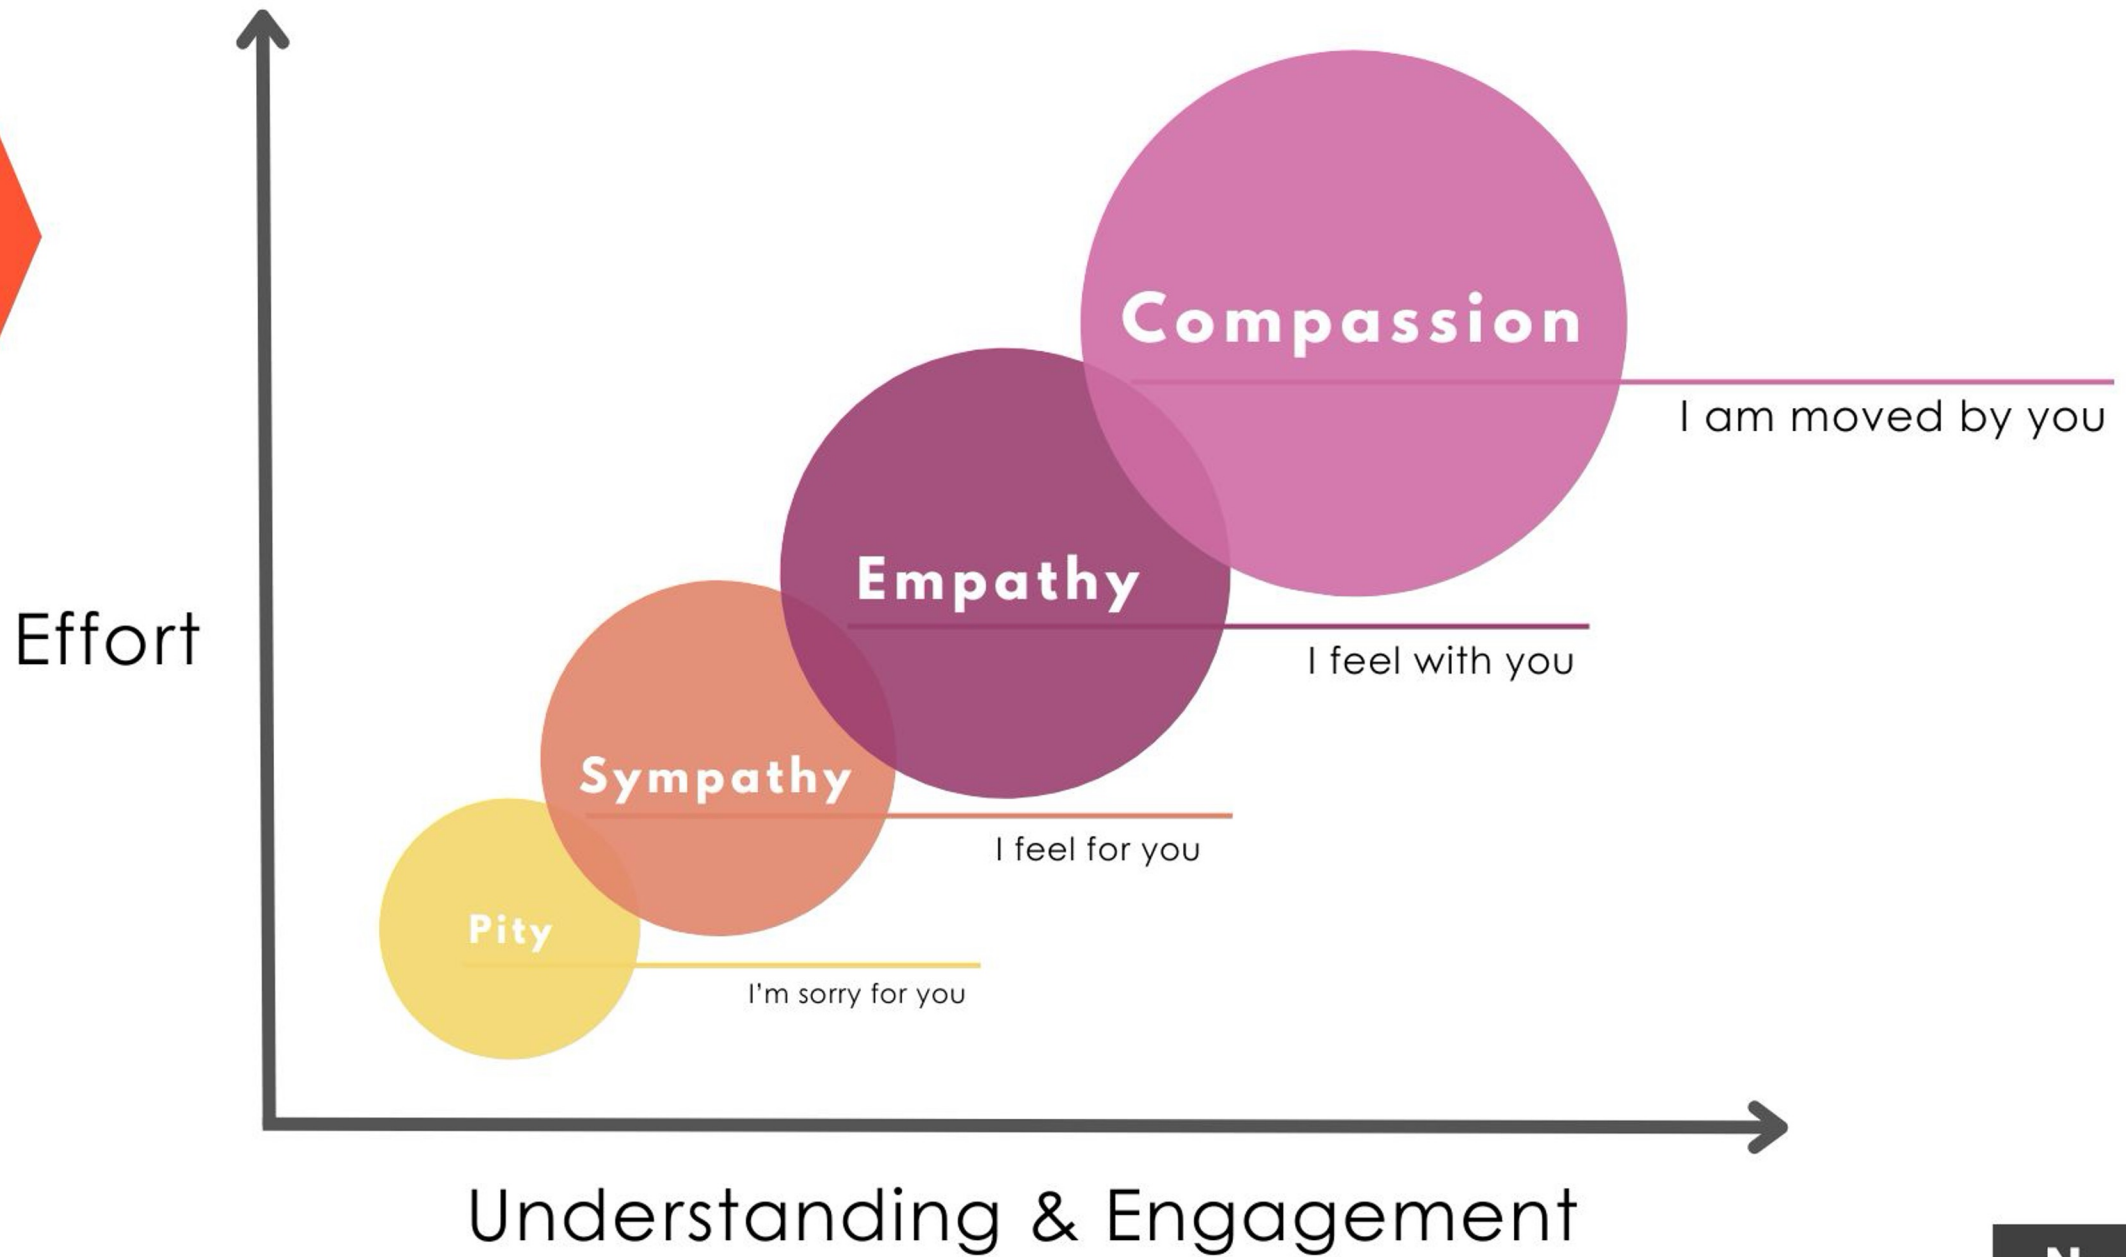 Compassion
I am moved by you
Empathy
I feel with you
Effort
Sympathy
I feel for you
Pity
I'm sorry for you
Understanding & Engagement